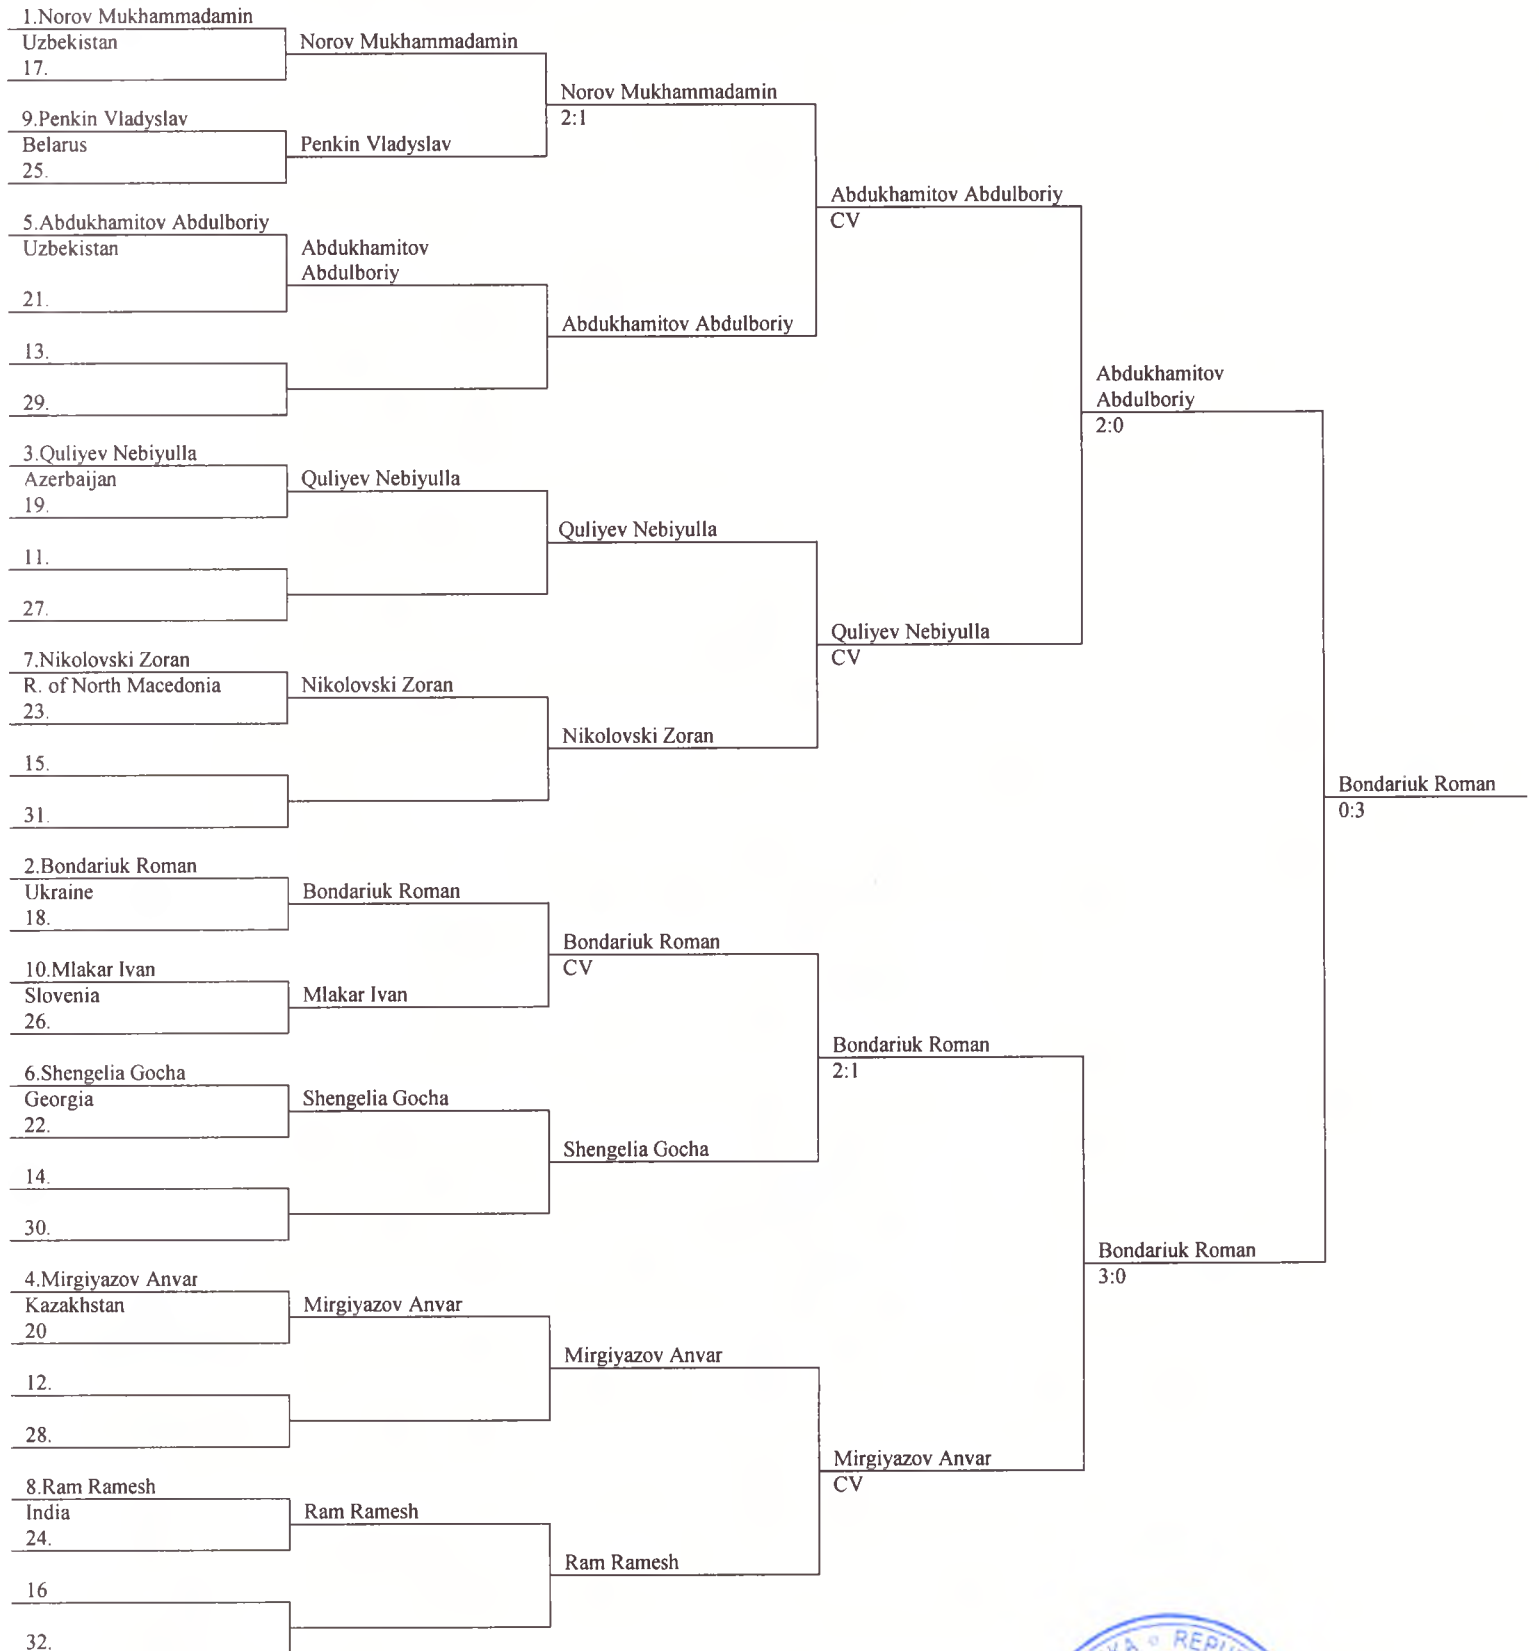 1.Norov Mukhammadamin
Uzbekistan
17.
9.Penkin Vladyslav
Belarus
25.
5.Abdukhamitov Abdulboriy
Uzbekistan
21.
13.
29.
3.Quliyev Nebiyulla
Azerbaijan
19.
11.
27.
7.Nikolovski Zoran
R. of North Macedonia
23.
15.
31.
2.Bondariuk Roman
Ukraine
18.
10.Mlakar Ivan
Slovenia
26.
6.Shengelia Gocha
Georgia
22.
14.
30.
4.Mirgiyazov Anvar
Kazakhstan
20
12.
28.
8.Ram Ramesh
India
24.
16
32.
Norov Mukhammadamin
Penkin Vladyslav
Abdukhamitov
Abdulboriy
Quliyev Nebiyulla
Nikolovski Zoran
Bondariuk Roman
Mlakar Ivan
Shengelia Gocha
Mirgiyazov Anvar
Ram Ramesh
Norov Mukhammadamin
2:1
Abdukhamitov Abdulboriy
Quliyev Nebiyulla
Nikolovski Zoran
Bondariuk Roman
CV
Shengelia Gocha
Mirgiyazov Anvar
Ram Ramesh
Abdukhamitov Abdulboriy
CV
Quliyev Nebiyulla
CV
Bondariuk Roman
2:1
Mirgiyazov Anvar
CV
Abdukhamitov
Abdulboriy
2:0
Bondariuk Roman
3:0
Bondariuk Roman
0:3